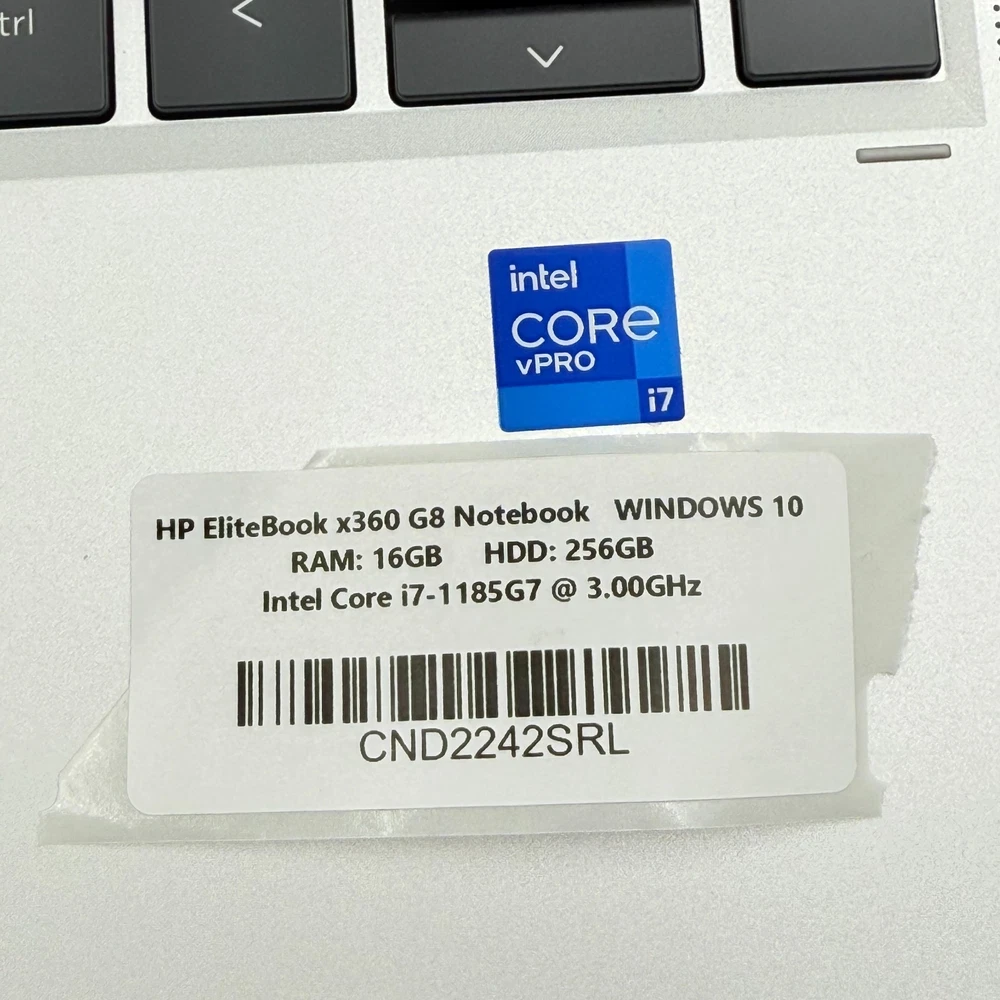 trl
intel
CORe
vPRO
i7
HP EliteBook x360 G8 Notebook WINDOWS 10
RAM: 16GB HDD: 256GB
Intel Core i7-1185G7 @ 3.00GHz
CND2242SRL